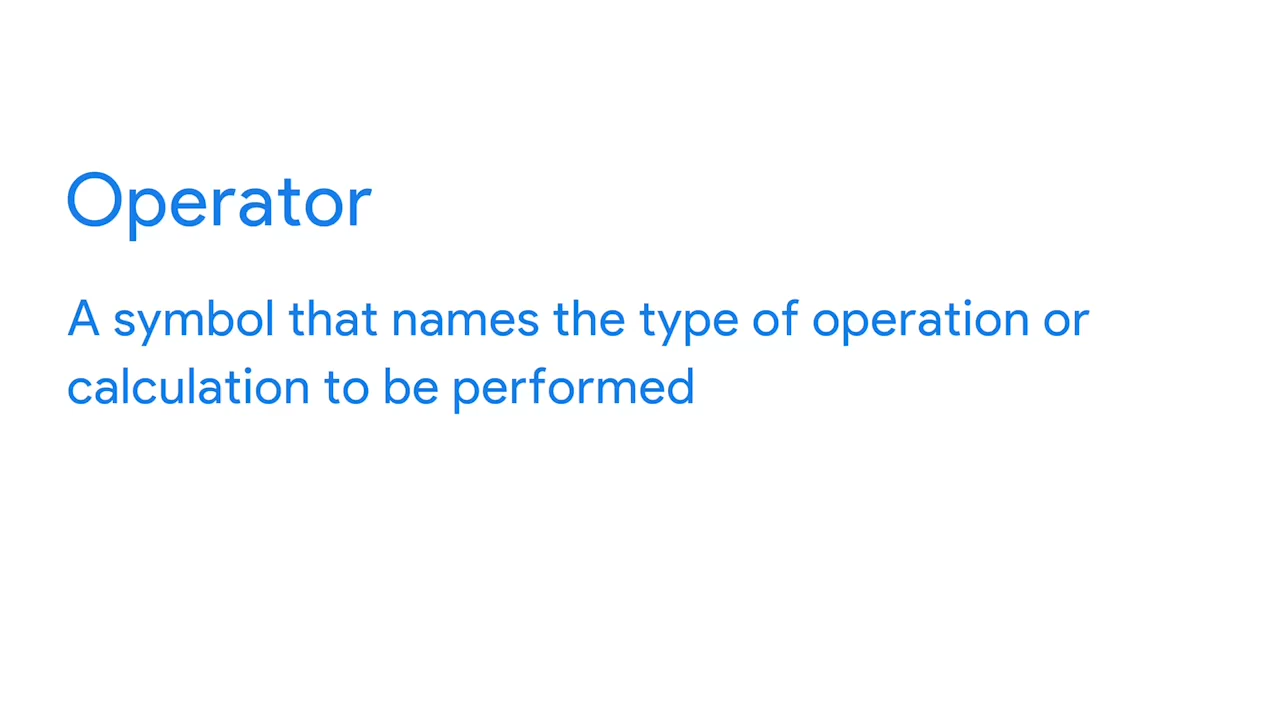 Operator
A symbol that names the type of operation or
calculation to be performed